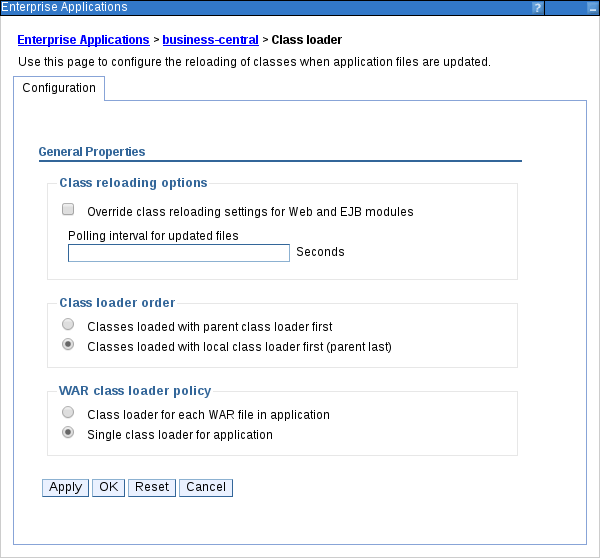 Enterprise Applications ? _
Enterprise Applications > business-central > Class loader
Use this page to configure the reloading of classes when application files are updated.
Configuration
General Properties
Class reloading options
Override class reloading settings for Web and EJB modules
Polling interval for updated files
Seconds
Class loader order
Classes loaded with parent class loader first
Classes loaded with local class loader first (parent last)
WAR class loader policy
Class loader for each WAR file in application
Single class loader for application
Apply OK Reset Cancel